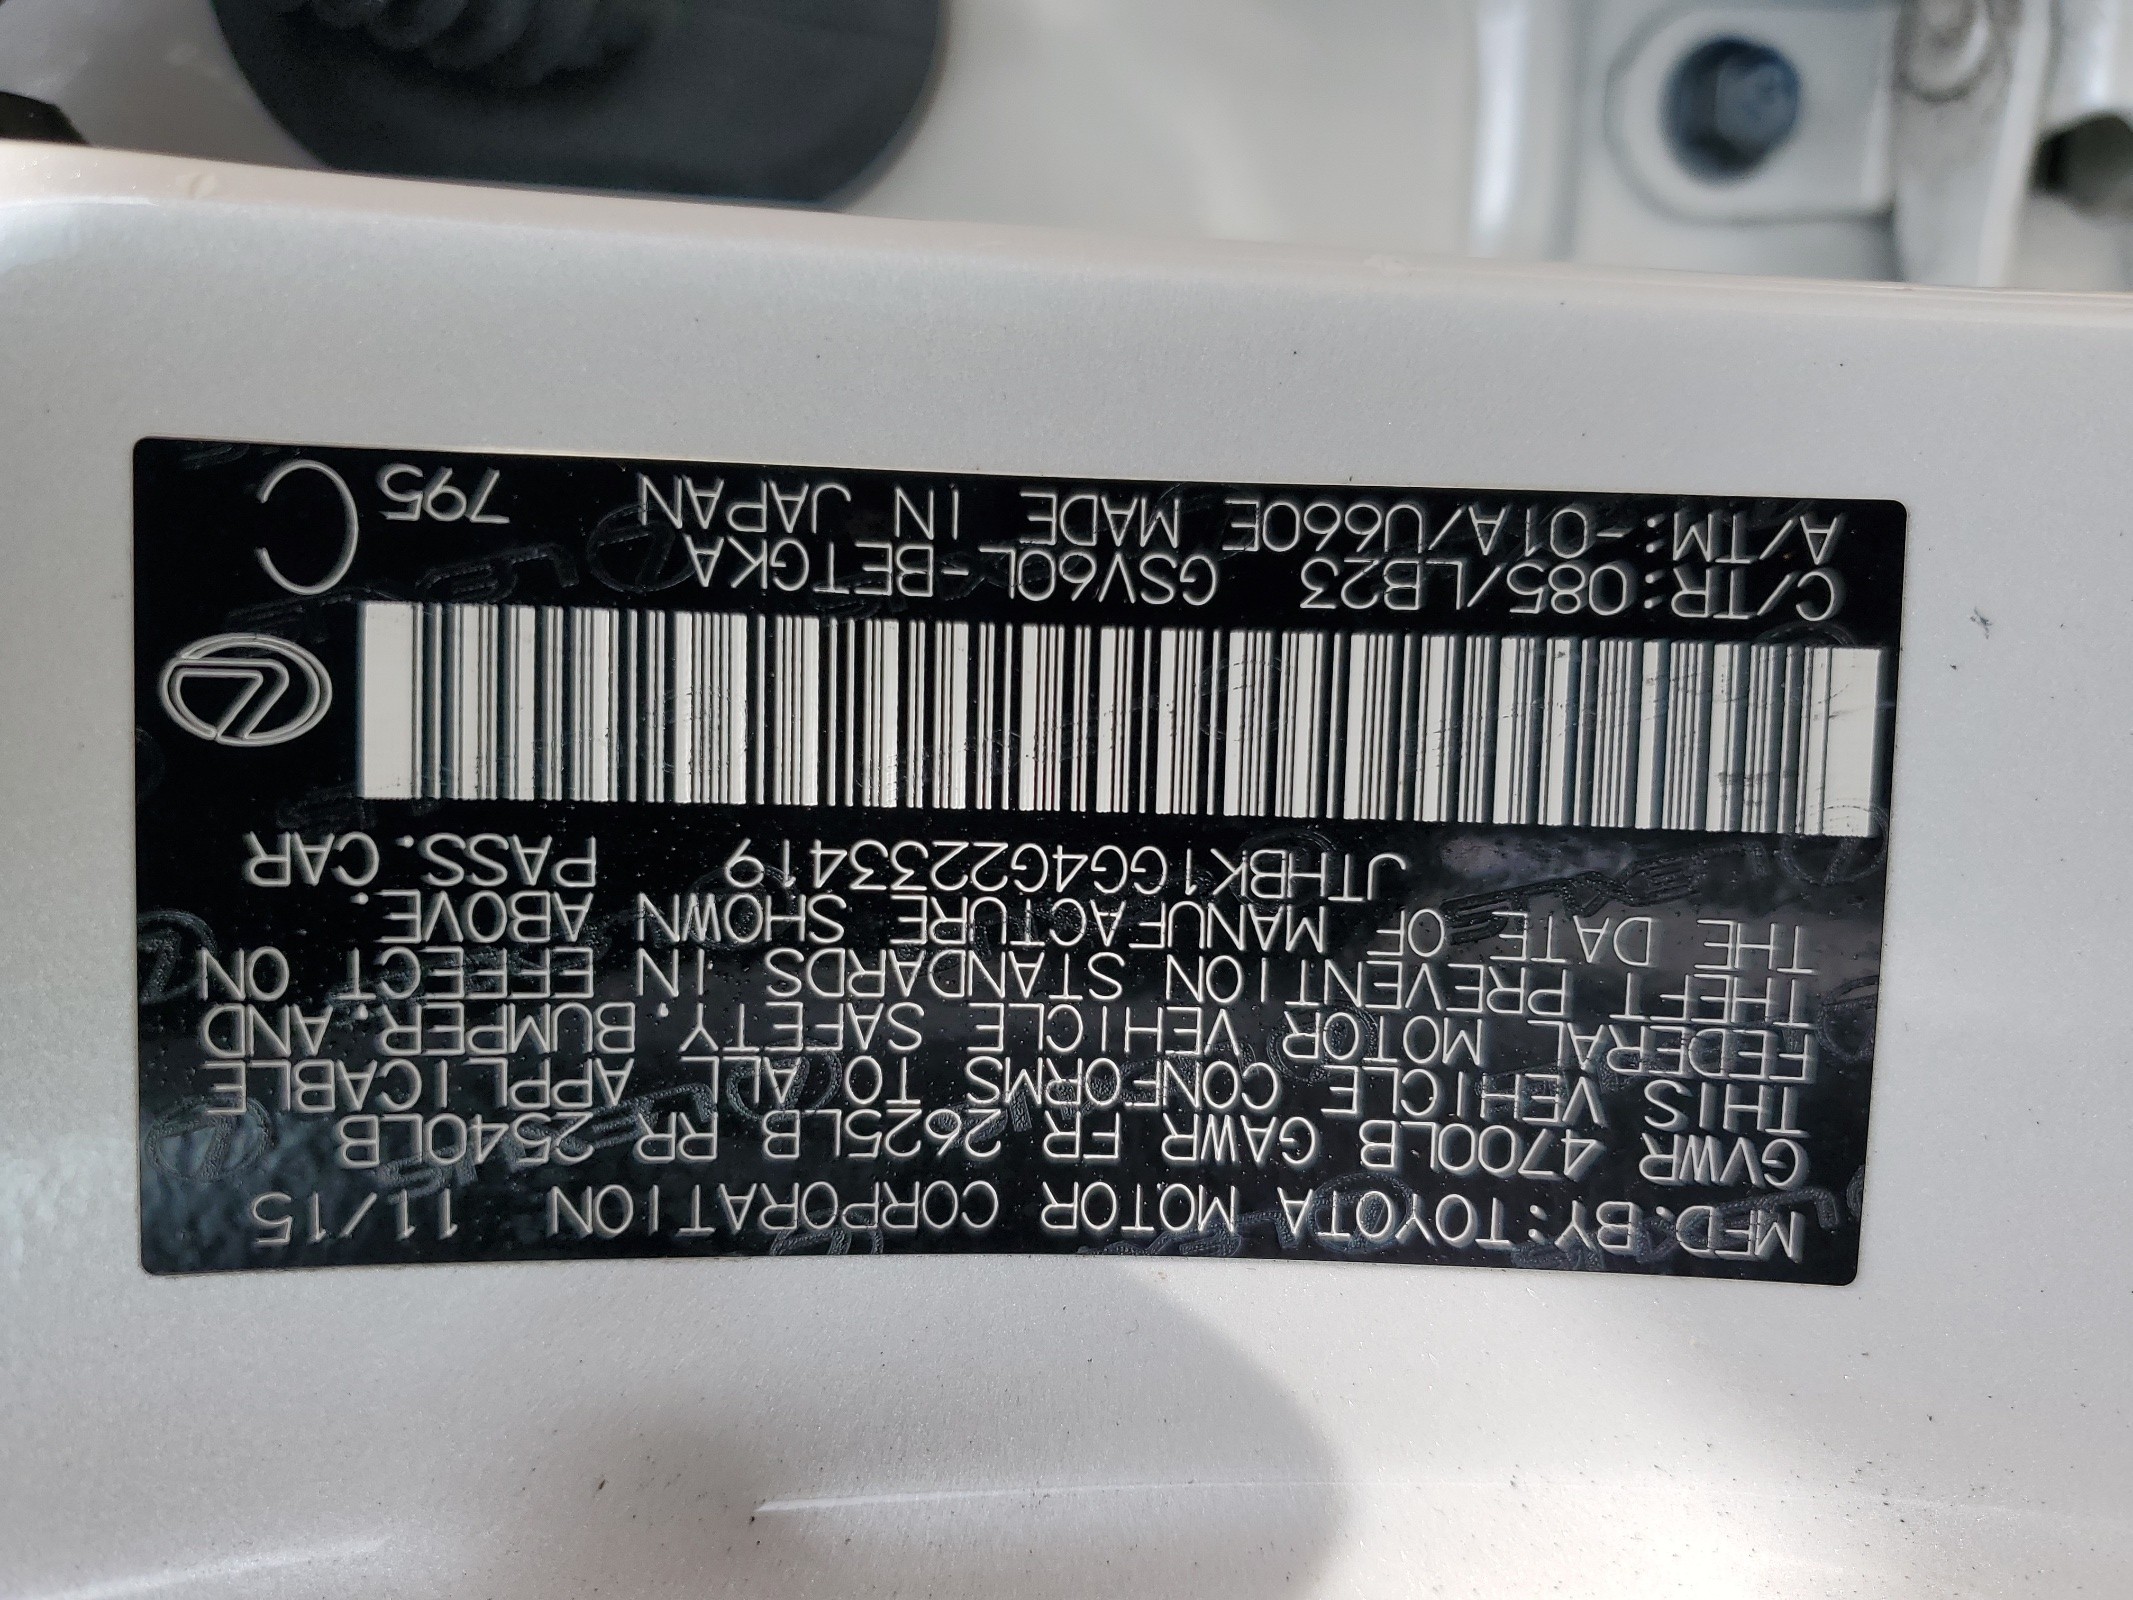 MFD.BY:TOYOTA MOTOR CORPORATION 11/15
GVWR 4700LB GAWR FR 2625LB RR 2540LB
THIS VEHICLE CONFORMS TO ALL APPLICABLE
FEDERAL MOTOR VEHICLE SAFETY,BUMPER,AND
THEFT PREVENTION STANDARDS IN EFFECT ON
THE DATE OF MANUFACTURE SHOWN ABOVE.
JTHBK1GG4G2233419 PASS.CAR
C/TR:085/LB23 GSV60L-BETGKA
A/TM:-01A/U660E MADE IN JAPAN 795 C